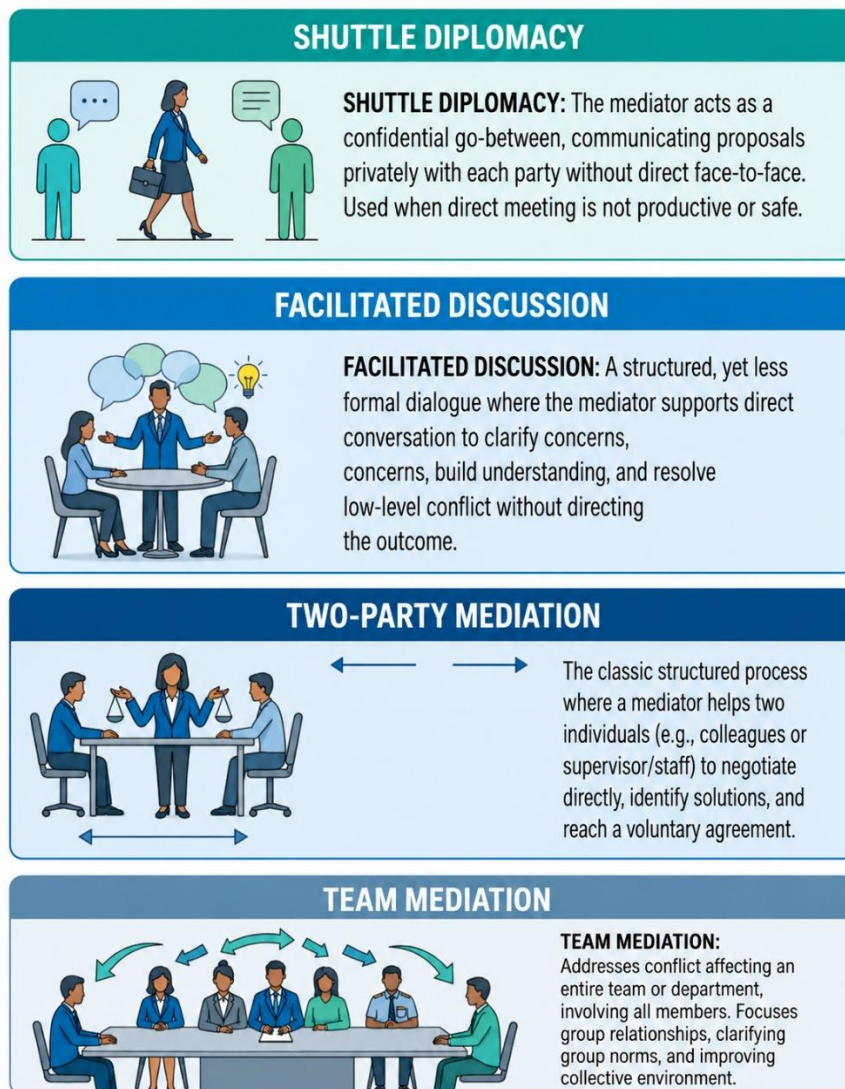 SHUTTLE DIPLOMACY
SHUTTLE DIPLOMACY: The mediator acts as a
confidential go-between, communicating proposals
privately with each party without direct face-to-face.
Used when direct meeting is not productive or safe.
FACILITATED DISCUSSION
FACILITATED DISCUSSION: A structured, yet less
formal dialogue where the mediator supports direct
conversation to clarify concerns,
concerns, build understanding, and resolve
low-level conflict without directing
the outcome.
TWO-PARTY MEDIATION
The classic structured process
where a mediator helps two
individuals (e.g., colleagues or
supervisor/staff) to negotiate
directly, identify solutions, and
reach a voluntary agreement.
TEAM MEDIATION
TEAM MEDIATION:
Addresses conflict affecting an
entire team or department,
involving all members. Focuses
group relationships, clarifying
group norms, and improving
collective environment.